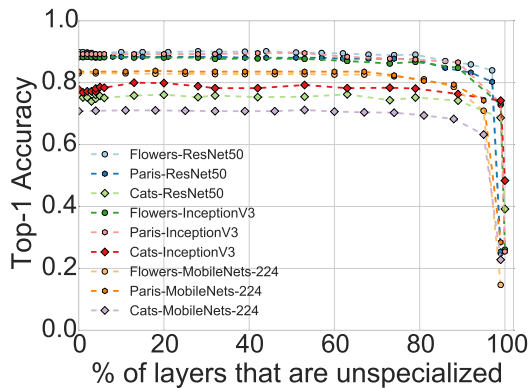 Top-1 Accuracy
1.0
0.8
0.6
0.4
0.2
0.0
Flowers-ResNet50
Paris-ResNet50
Cats-ResNet50
Flowers-InceptionV3
Paris-InceptionV3
Cats-InceptionV3
Flowers-MobileNets-224
Paris-MobileNets-224
Cats-MobileNets-224
0 20 40 60 80 100
% of layers that are unspecialized